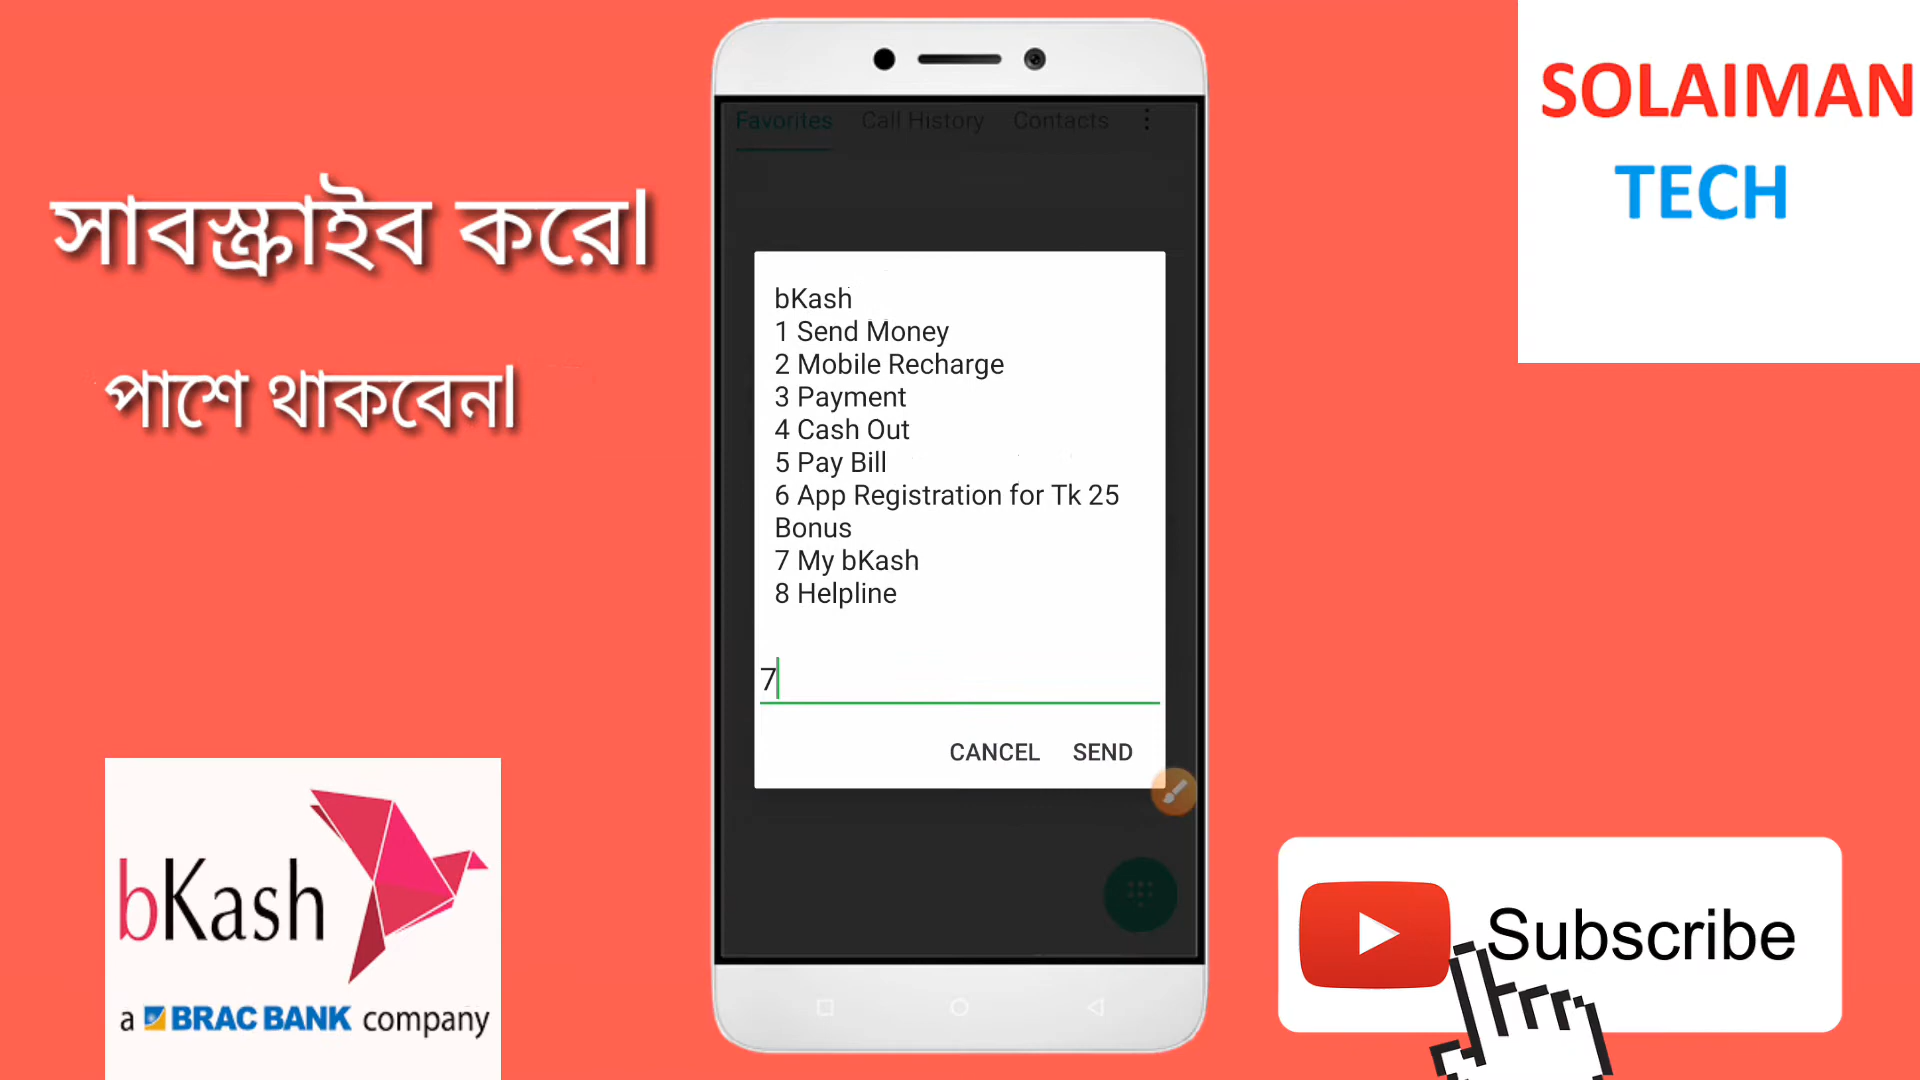 SOLAIMAN
TECH
Favorites Call History Contacts
সাবস্ক্রাইব করে।
পাশে থাকবেন।
bKash
1 Send Money
2 Mobile Recharge
3 Payment
4 Cash Out
5 Pay Bill
6 App Registration for Tk 25
Bonus
7 My bKash
8 Helpline
7
CANCEL SEND
bKash
a BRAC BANK company
Subscribe